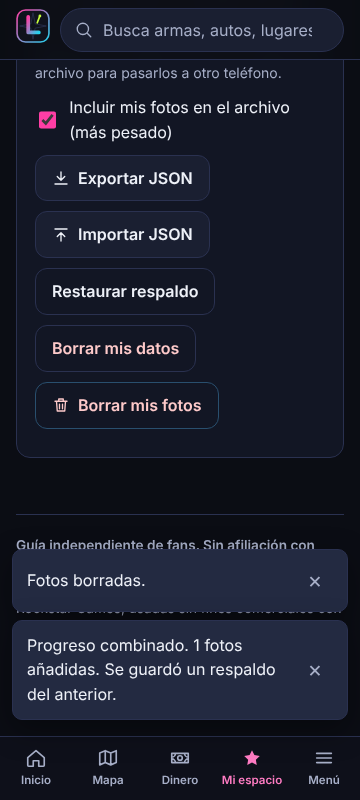 Busca armas, autos, lugares
archivo para pasarlos a otro teléfono.
Incluir mis fotos en el archivo
(más pesado)
Exportar JSON
Importar JSON
Restaurar respaldo
Borrar mis datos
Borrar mis fotos
Guía independiente de fans. Sin afiliación con
Fotos borradas.
×
Progreso combinado. 1 fotos
añadidas. Se guardó un respaldo
del anterior.
×
Inicio
Mapa
Dinero
Mi espacio
Menú